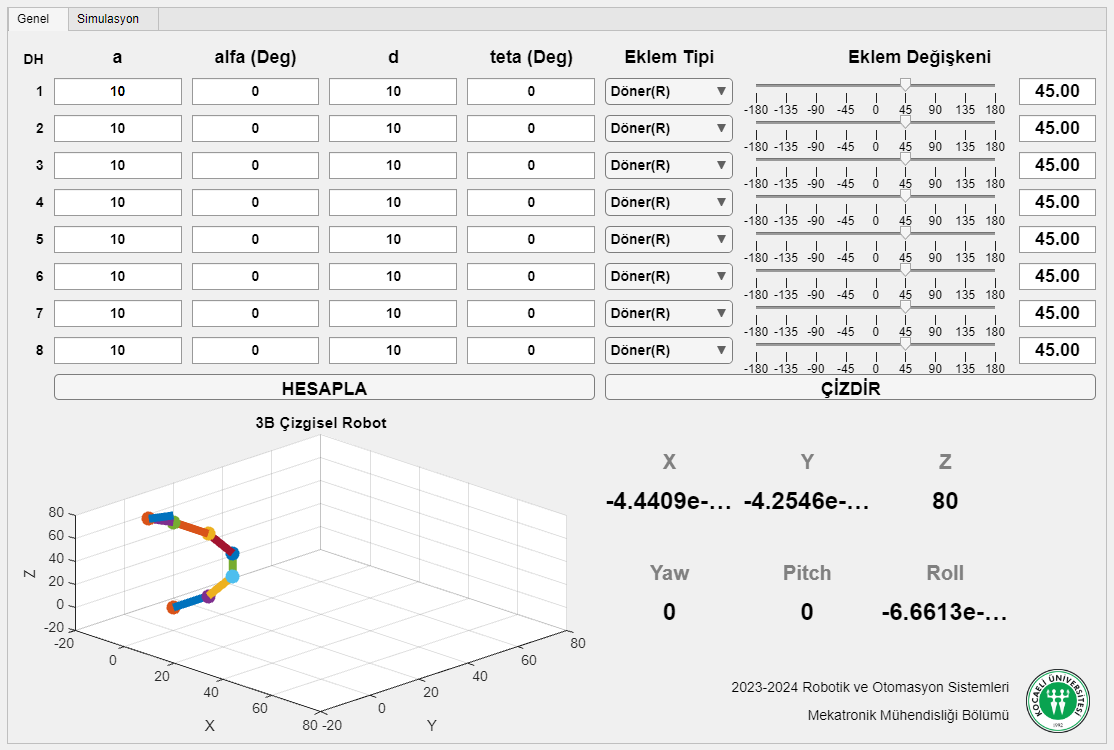 Genel Simulasyon
DH a alfa (Deg) d teta (Deg) Eklem Tipi Eklem Değişkeni
1 10 0 10 0 Döner(R) 45.00
-180 -135 -90 -45 0 45 90 135 180
2 10 0 10 0 Döner(R) 45.00
-180 -135 -90 -45 0 45 90 135 180
3 10 0 10 0 Döner(R) 45.00
-180 -135 -90 -45 0 45 90 135 180
4 10 0 10 0 Döner(R) 45.00
-180 -135 -90 -45 0 45 90 135 180
5 10 0 10 0 Döner(R) 45.00
-180 -135 -90 -45 0 45 90 135 180
6 10 0 10 0 Döner(R) 45.00
-180 -135 -90 -45 0 45 90 135 180
7 10 0 10 0 Döner(R) 45.00
-180 -135 -90 -45 0 45 90 135 180
8 10 0 10 0 Döner(R) 45.00
-180 -135 -90 -45 0 45 90 135 180
HESAPLA ÇİZDİR
3B Çizgisel Robot
80
60
40
20
0
-20
Z
-20
0
20
40
60
80
X
-20
0
20
40
60
80
Y
X Y Z
-4.4409e-... -4.2546e-... 80
Yaw Pitch Roll
0 0 -6.6613e-...
2023-2024 Robotik ve Otomasyon Sistemleri
Mekatronik Mühendisliği Bölümü
KOCAELİ ÜNİVERSİTESİ
1992